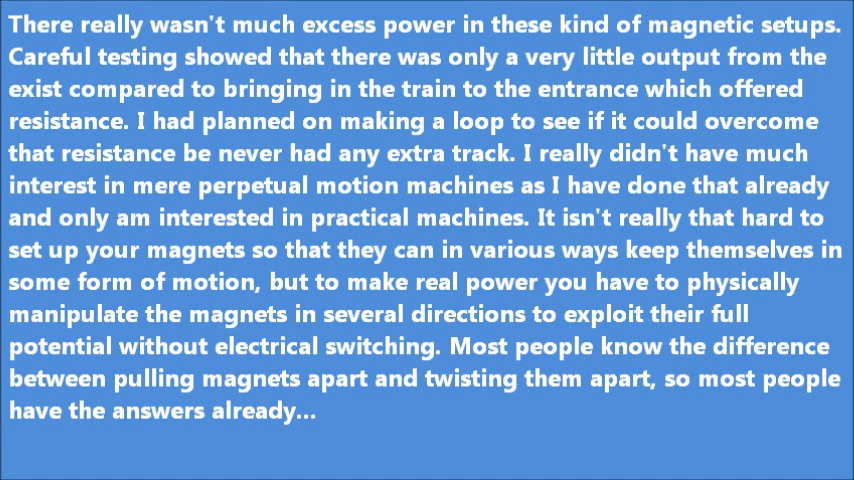 There really wasn't much excess power in these kind of magnetic setups.
Careful testing showed that there was only a very little output from the
exist compared to bringing in the train to the entrance which offered
resistance. I had planned on making a loop to see if it could overcome
that resistance be never had any extra track. I really didn't have much
interest in mere perpetual motion machines as I have done that already
and only am interested in practical machines. It isn't really that hard to
set up your magnets so that they can in various ways keep themselves in
some form of motion, but to make real power you have to physically
manipulate the magnets in several directions to exploit their full
potential without electrical switching. Most people know the difference
between pulling magnets apart and twisting them apart, so most people
have the answers already...